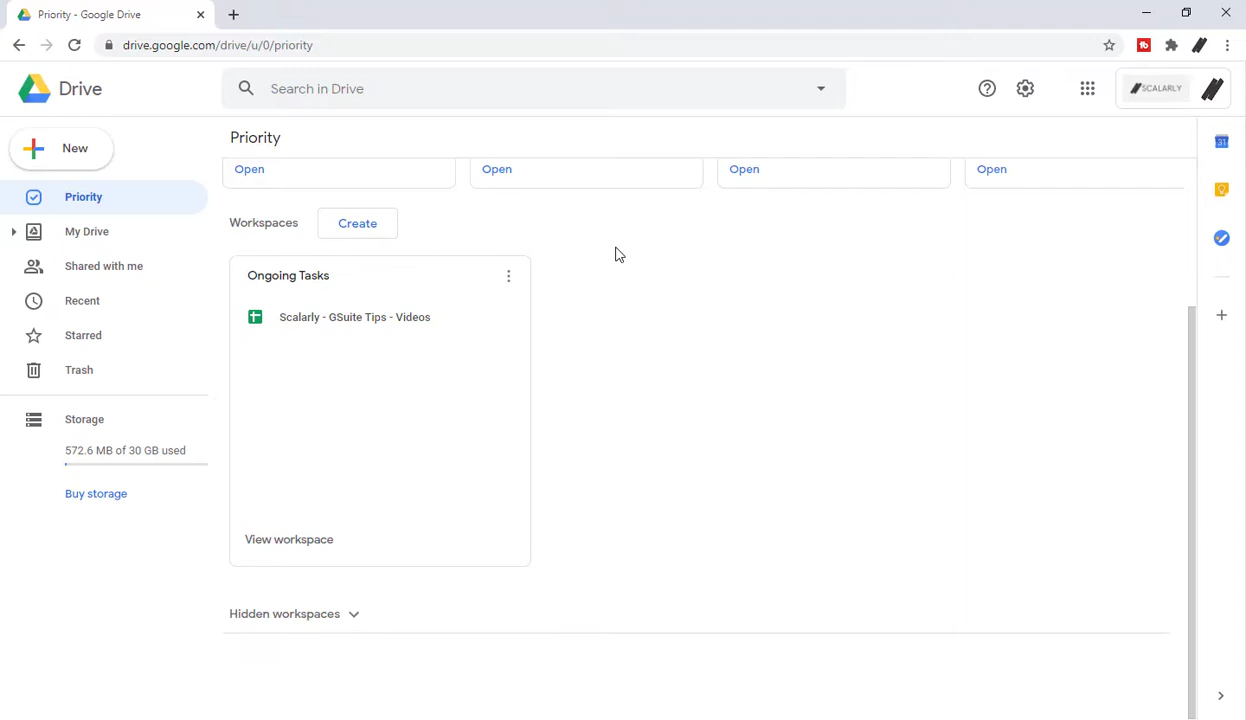 Priority - Google Drive
drive.google.com/drive/u/0/priority
Drive
Search in Drive
SCALARLY
New
Priority
Priority
My Drive
Shared with me
Recent
Starred
Trash
Storage
572.6 MB of 30 GB used
Buy storage
Open
Open
Open
Open
Workspaces
Create
Ongoing Tasks
Scalarly - GSuite Tips - Videos
View workspace
Hidden workspaces
31